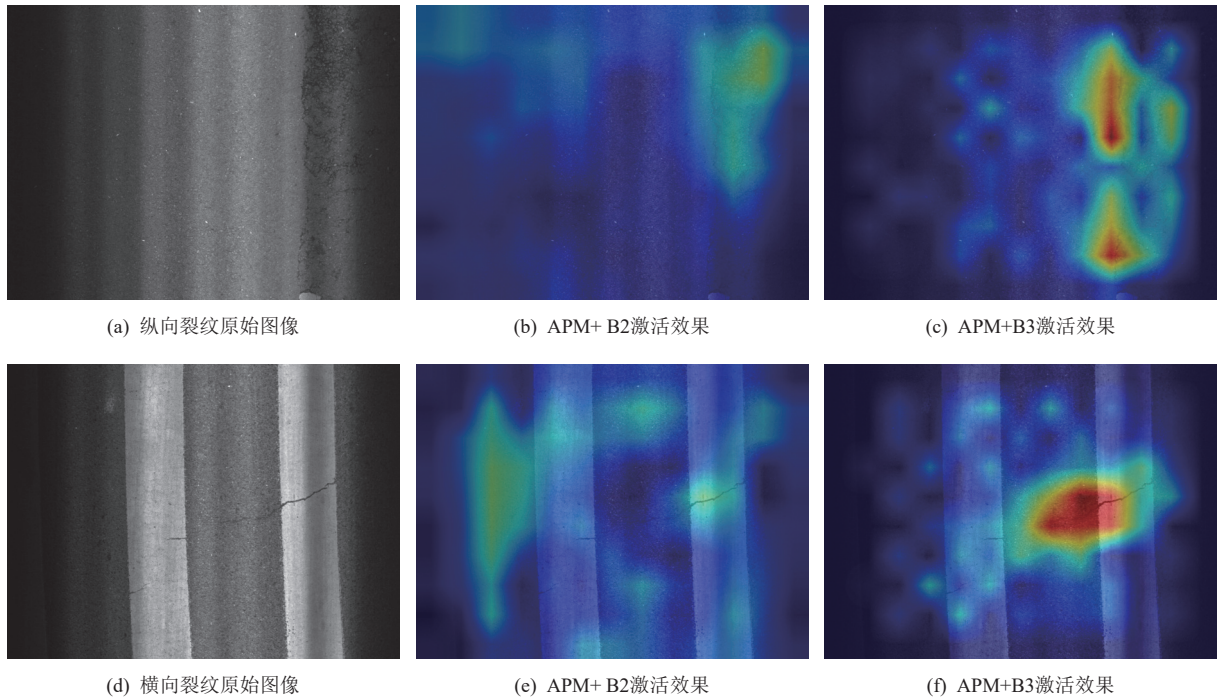 (a) 纵向裂纹原始图像
(b) APM+ B2激活效果
(c) APM+B3激活效果
(d) 横向裂纹原始图像
(e) APM+ B2激活效果
(f) APM+B3激活效果